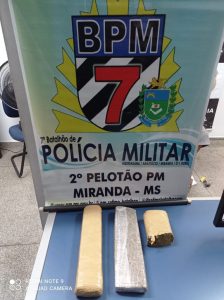 BPM
7
7º Batalhão de
POLÍCIA MILITAR
2º PELOTÃO PM
MIRANDA - MS
REDMI NOTE 9
AI QUAD CAMERA